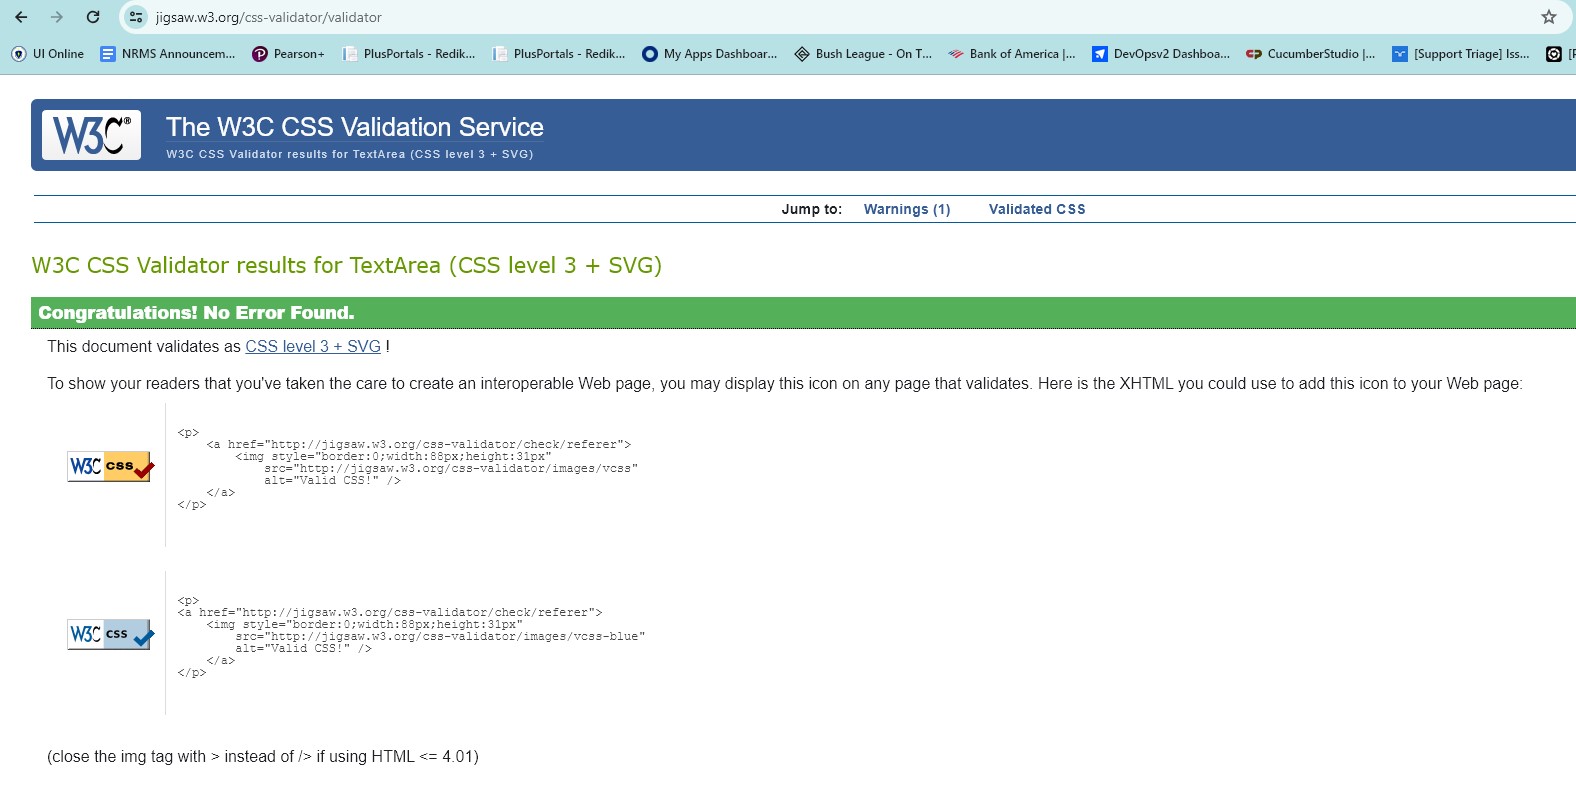 jigsaw.w3.org/css-validator/validator
UI Online NRMS Announcem... Pearson+ PlusPortals - Redik... PlusPortals - Redik... My Apps Dashboar... Bush League - On T... Bank of America |... DevOpsv2 Dashboa... CucumberStudio |... [Support Triage] Iss...
W3C® The W3C CSS Validation Service
W3C CSS Validator results for TextArea (CSS level 3 + SVG)
Jump to: Warnings (1) Validated CSS
W3C CSS Validator results for TextArea (CSS level 3 + SVG)
Congratulations! No Error Found.
This document validates as CSS level 3 + SVG !
To show your readers that you've taken the care to create an interoperable Web page, you may display this icon on any page that validates. Here is the XHTML you could use to add this icon to your Web page:
W3C CSS
<p>
<a href="http://jigsaw.w3.org/css-validator/check/referer">
<img style="border:0;width:88px;height:31px"
src="http://jigsaw.w3.org/css-validator/images/vcss"
alt="Valid CSS!" />
</a>
</p>
W3C CSS
<p>
<a href="http://jigsaw.w3.org/css-validator/check/referer">
<img style="border:0;width:88px;height:31px"
src="http://jigsaw.w3.org/css-validator/images/vcss-blue"
alt="Valid CSS!" />
</a>
</p>
(close the img tag with > instead of /> if using HTML <= 4.01)